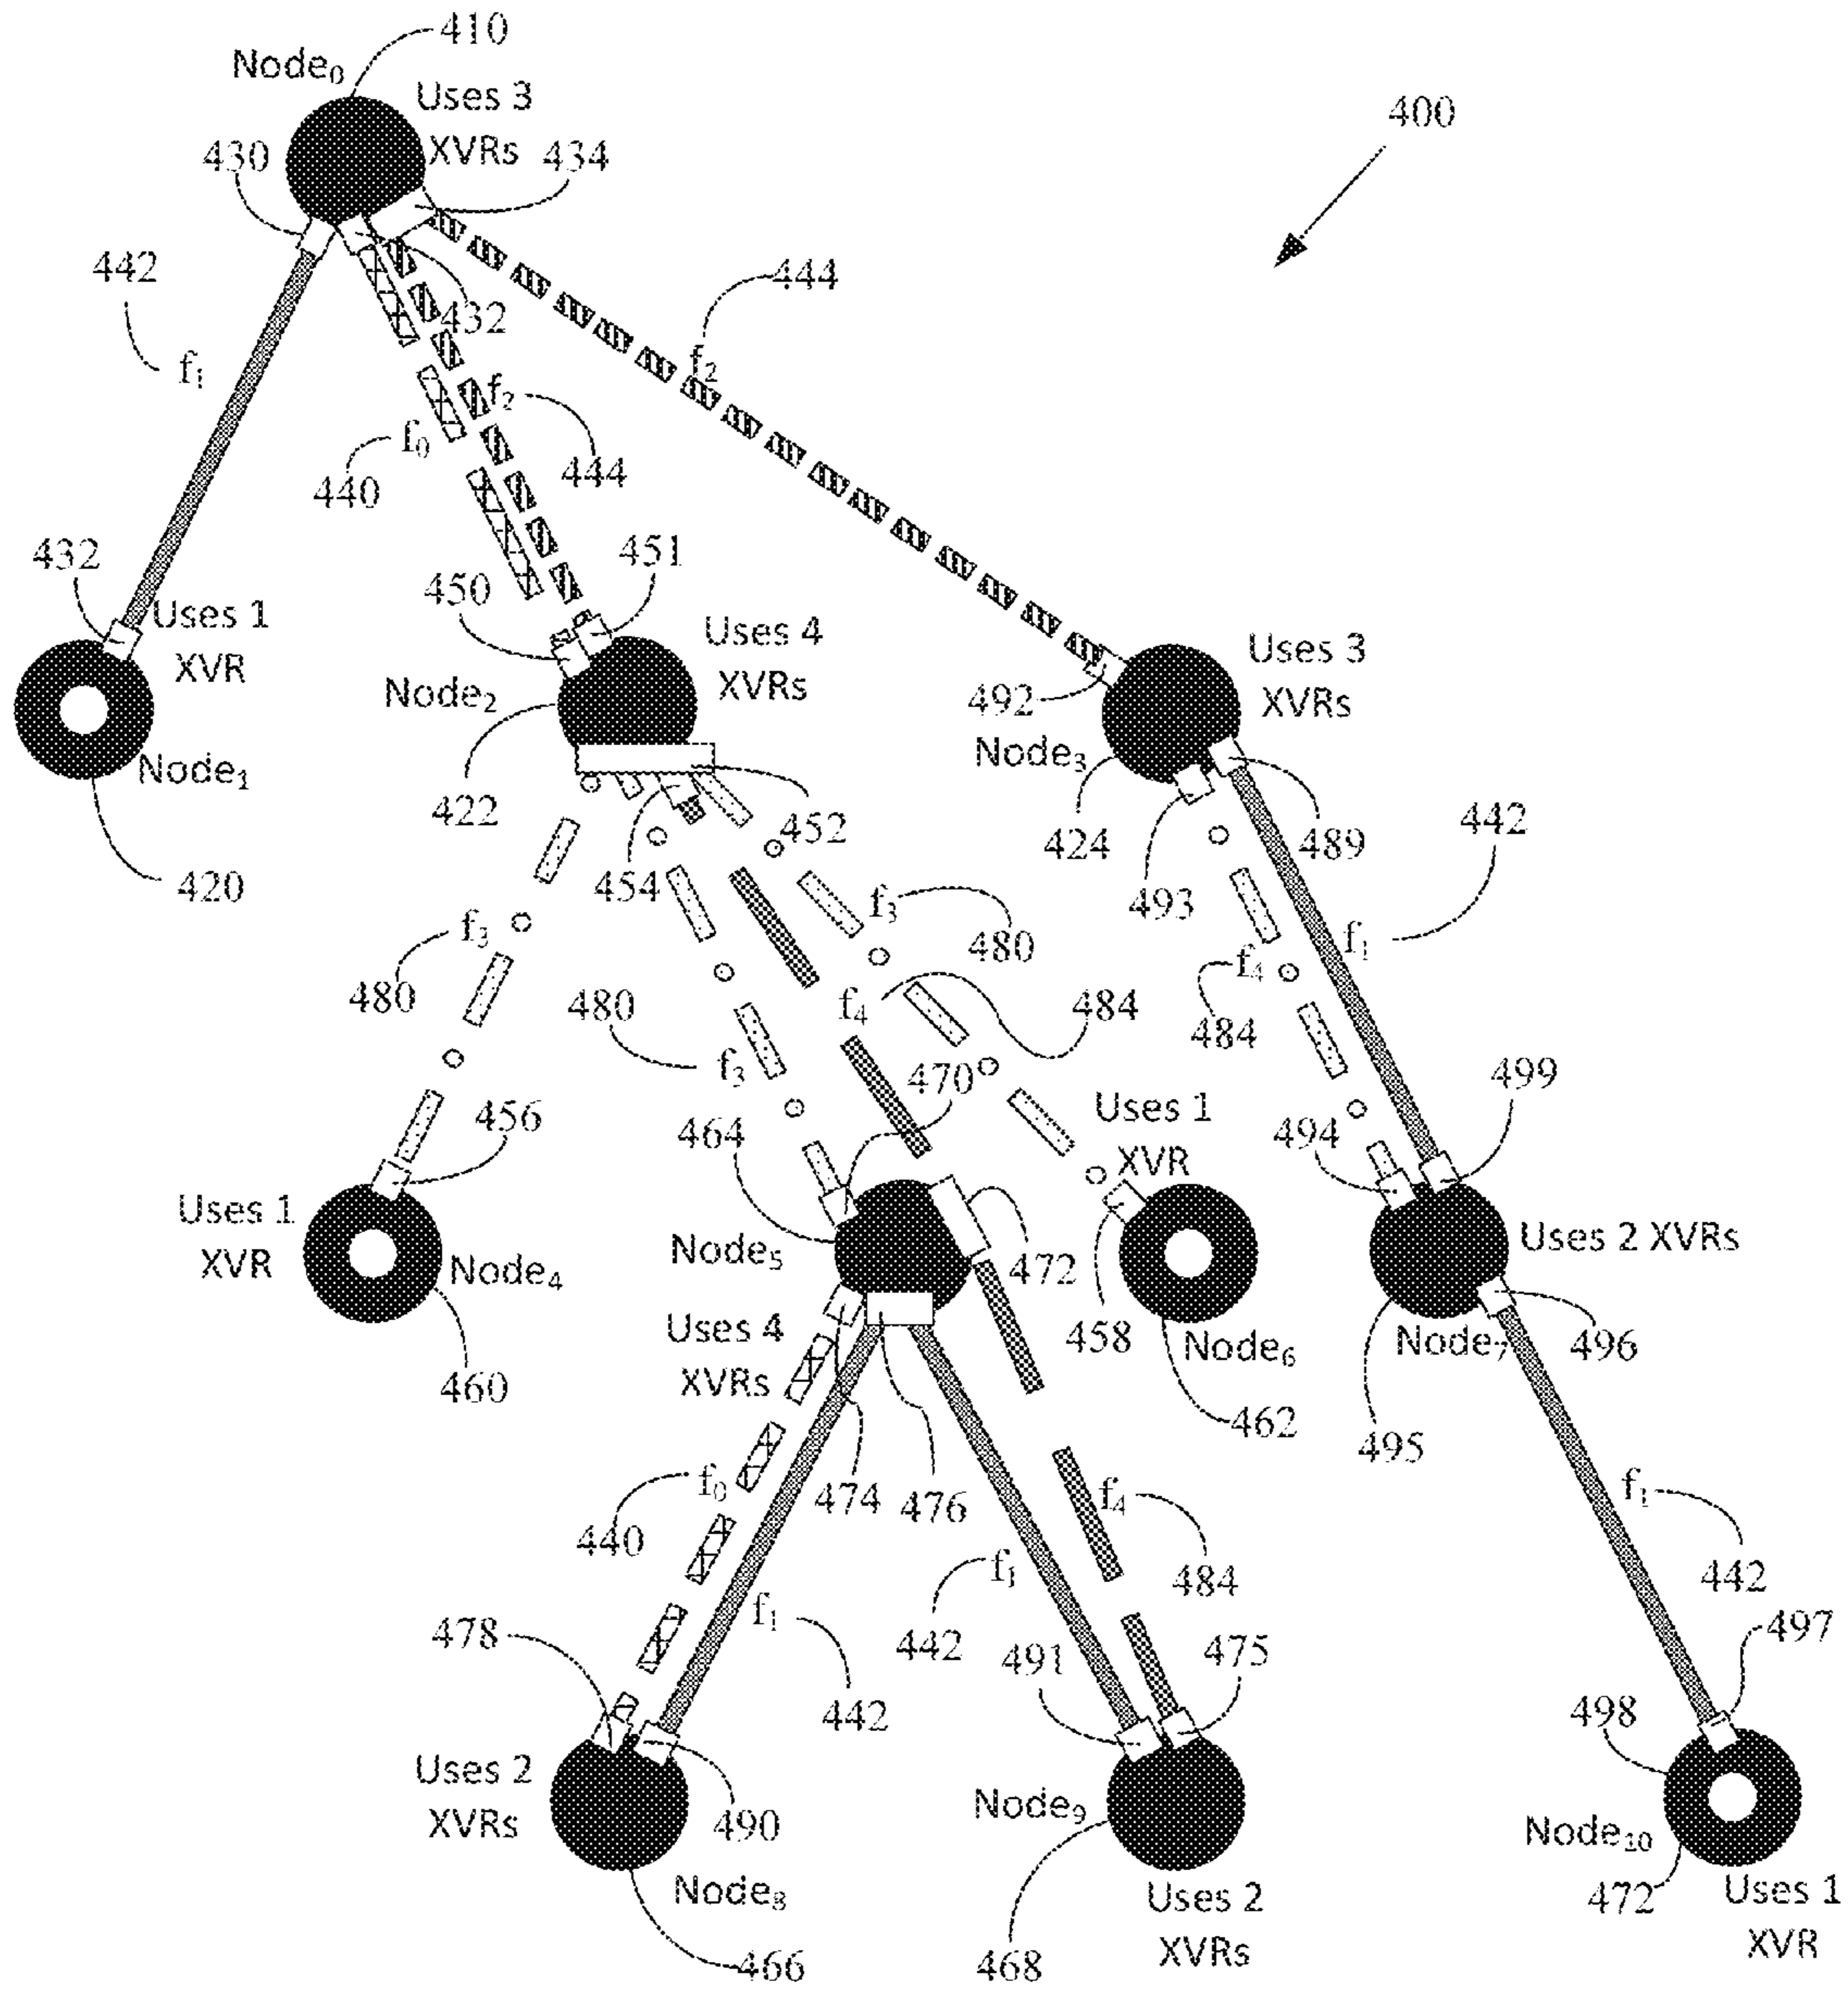 410
Node₀
Uses 3
XVRs
400
430
434
442
f₁
432
444
f₂
f₂
444
f₀
440
432
451
450
Uses 1
XVR
Uses 4
XVRs
Node₂
Uses 3
XVRs
492
Node₃
Node₁
422
452
424
489
442
420
454
493
f₃
480
f₃
480
f₁
f₄
484
480
480
f₃
f₄
484
470
499
456
464
Uses 1
XVR
494
Uses 1
XVR
Node₄
Node₅
472
Uses 2 XVRs
458
Node₆
Node₇
496
Uses 4
XVRs
460
462
495
f₀
440
474
476
f₄
484
f₁
442
f₁
442
f₁
442
478
491
475
497
498
Uses 2
XVRs
490
Node₉
Node₁₀
Node₈
472
Uses 1
XVR
466
468
Uses 2
XVRs